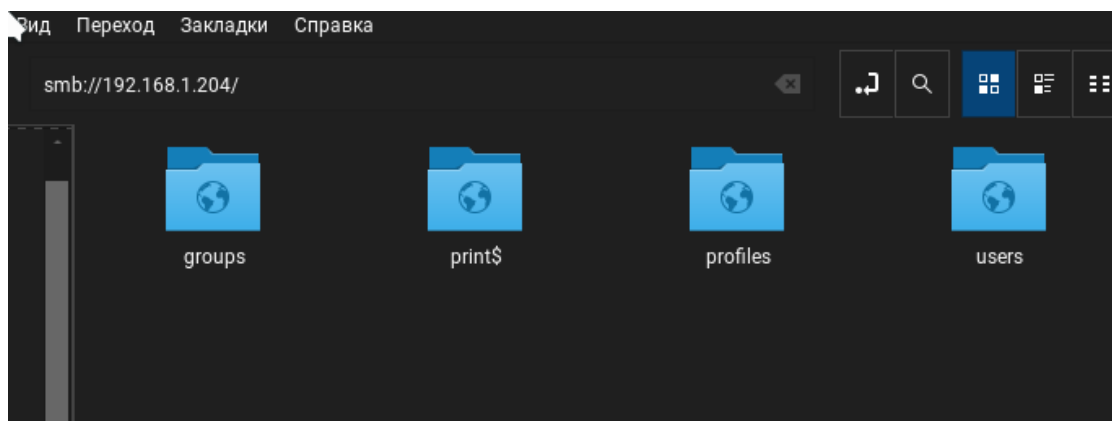 Вид Переход Закладки Справка
smb://192.168.1.204/
groups print$ profiles users